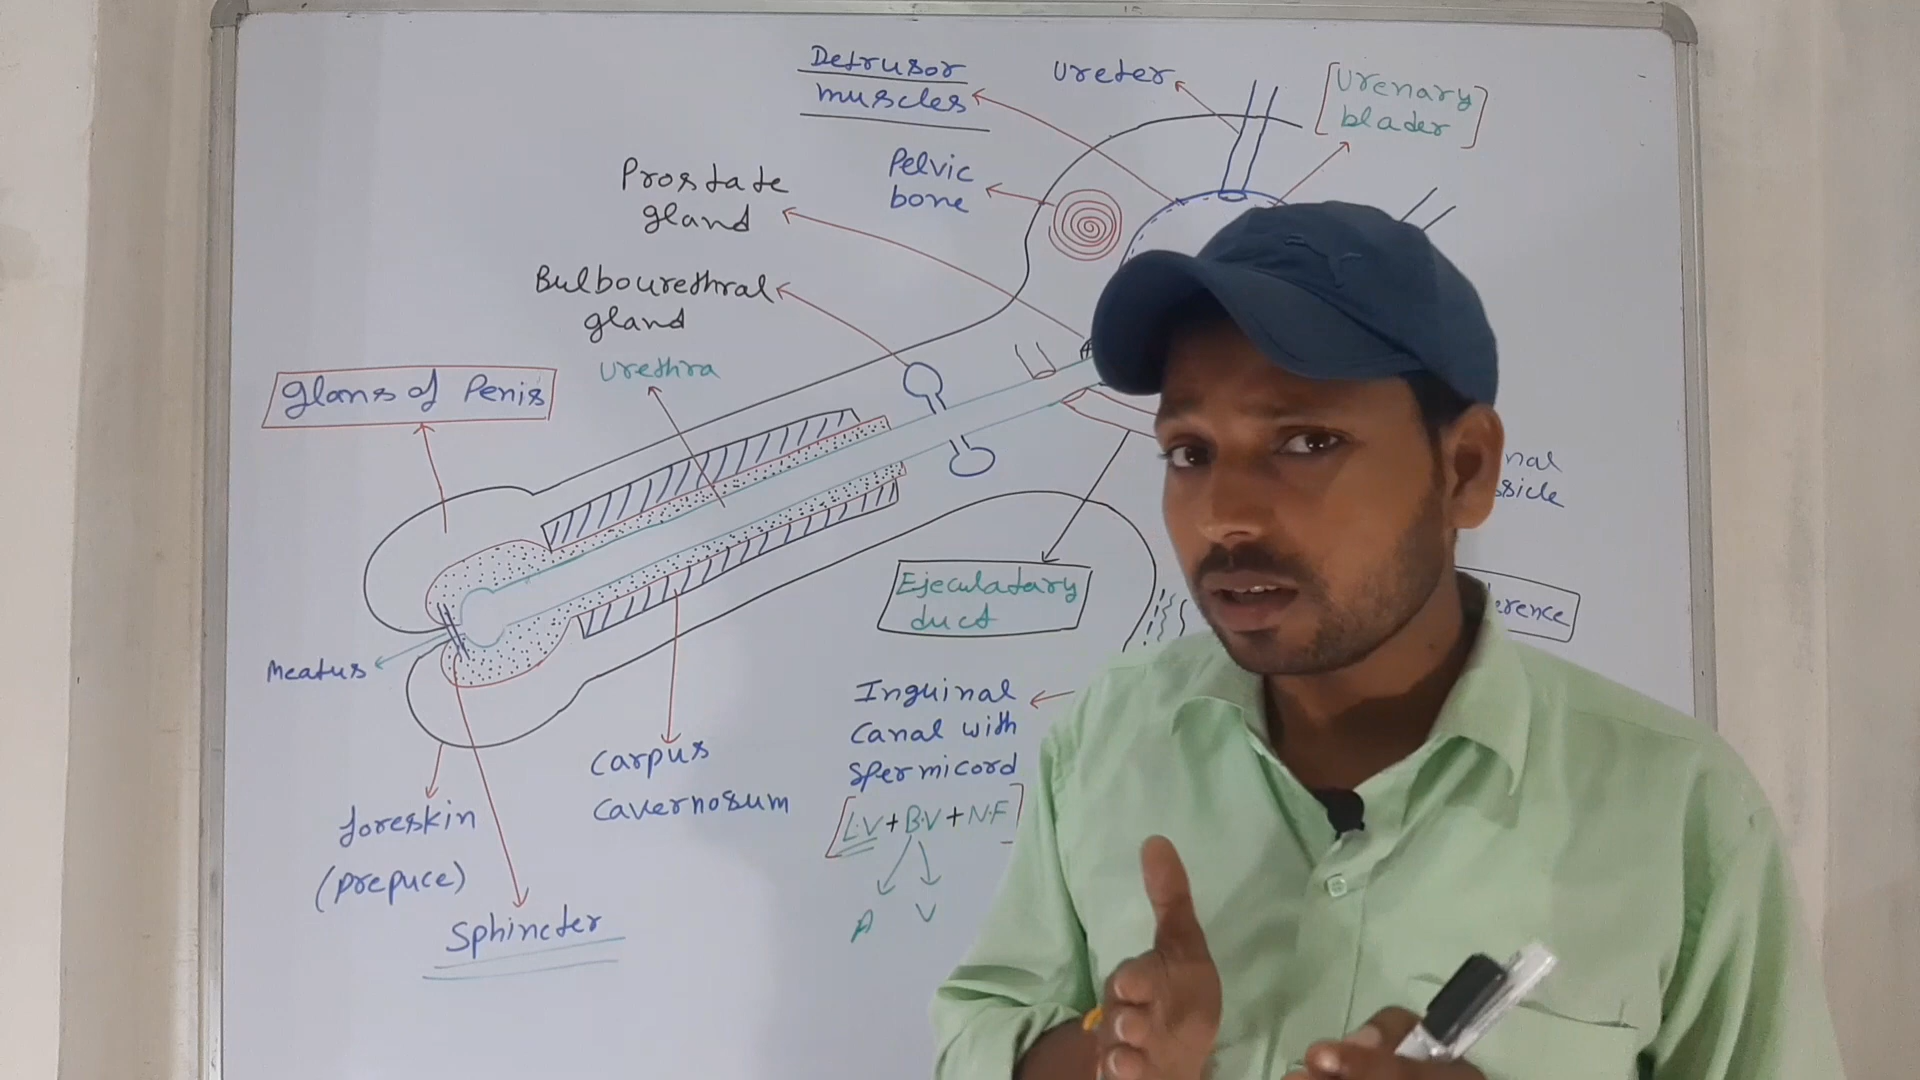 Detrusor
muscles
ureter
[Urenary
blader]
Pelvic
bone
Prostate
gland
Bulbourethral
gland
urethra
Glans of Penis
Ejeculatary
duct
Meatus
Inguinal
canal with
spermicord
[L.V+B.V+N.F]
A V
carpus
cavernosum
foreskin
(prepuce)
Sphincter